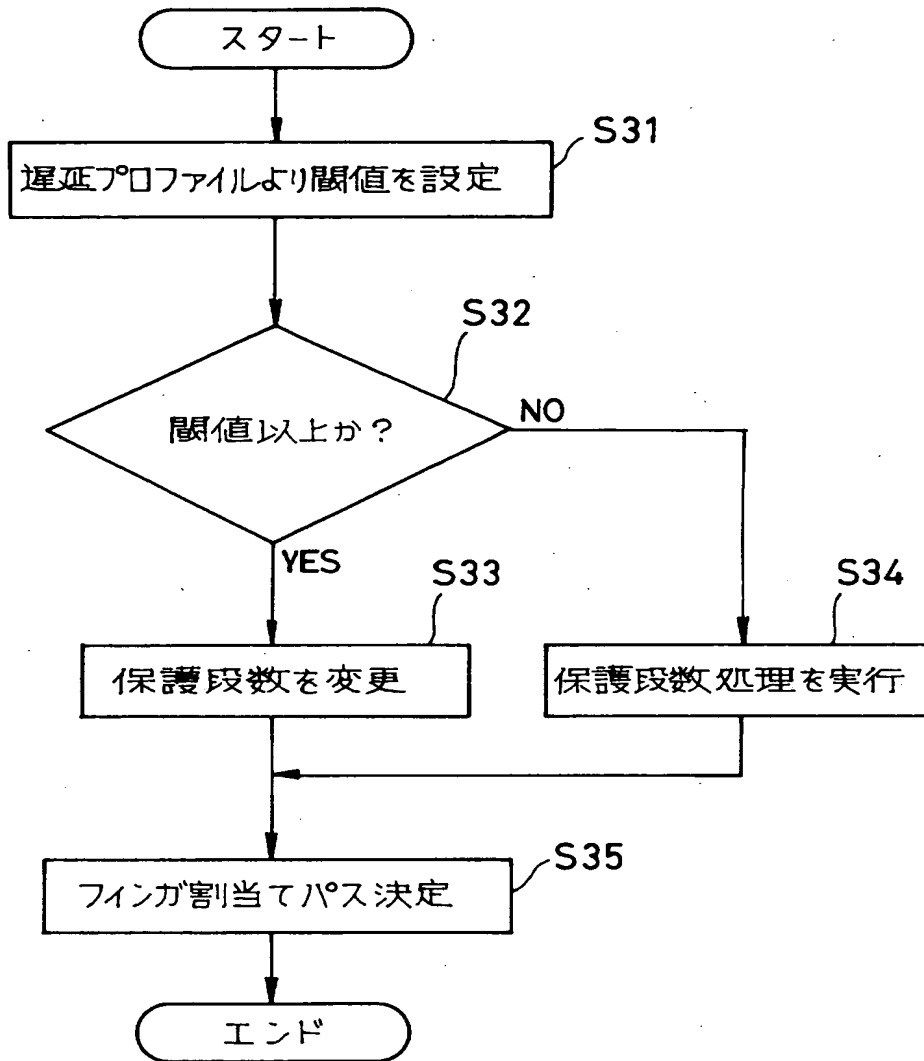 スタート
S31
遅延プロファイルより閾値を設定
S32
閾値以上か?
NO
YES
S33
S34
保護段数を変更
保護段数処理を実行
S35
フィンガ割当てパス決定
エンド